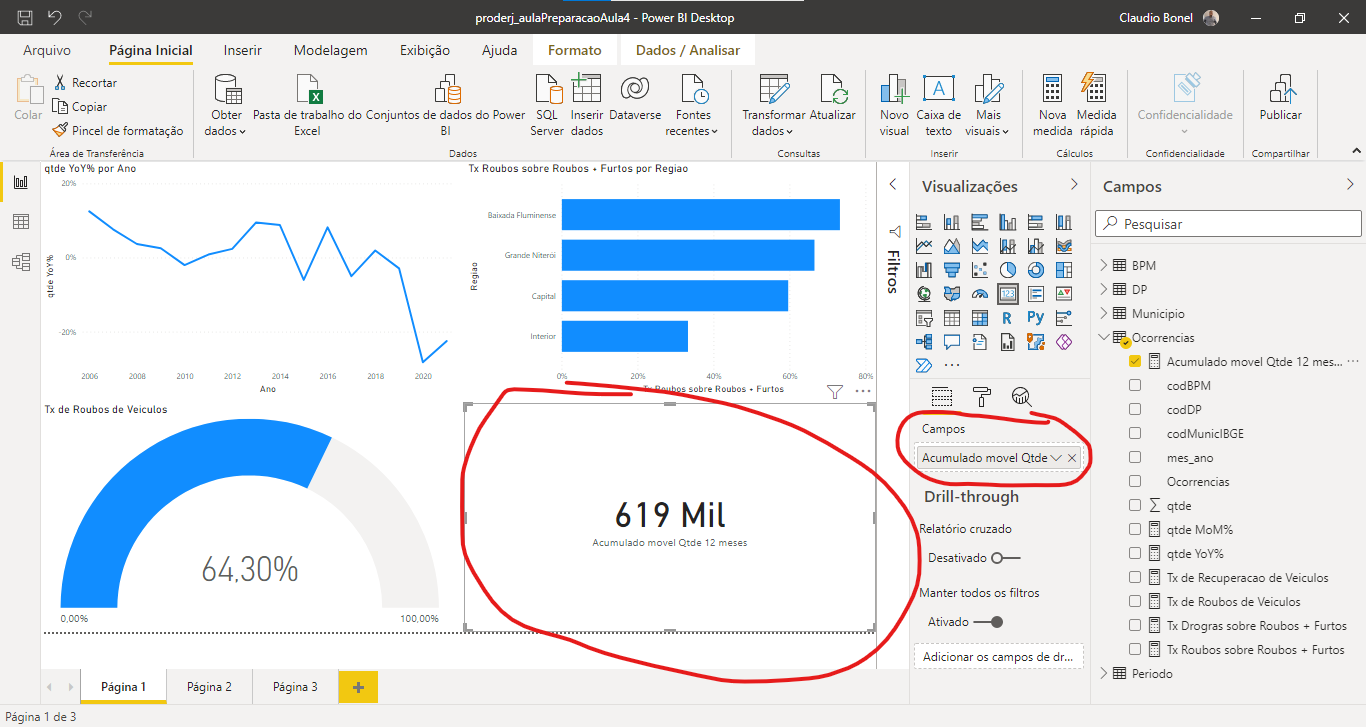 proderj_aulaPreparacaoAula4 - Power BI Desktop
Claudio Bonel
Arquivo
Página Inicial
Inserir
Modelagem
Exibição
Ajuda
Formato
Dados / Analisar
Colar
Recortar
Copiar
Pincel de formatação
Área de Transferência
Obter
dados
Pasta de trabalho do
Excel
Conjuntos de dados do Power
BI
SQL
Server
Inserir
dados
Dataverse
Fontes
recentes
Dados
Transformar
dados
Atualizar
Consultas
Novo
visual
Caixa de
texto
Mais
visuais
Inserir
Nova
medida
Medida
rápida
Cálculos
Confidencialidade
Confidencialidade
Publicar
Compartilhar
qtde YoY% por Ano
20%
0%
-20%
qtde YoY%
2006
2008
2010
2012
2014
2016
2018
2020
Ano
Tx Roubos sobre Roubos + Furtos por Regiao
Regiao
Baixada Fluminense
Grande Niterói
Capital
Interior
0%
20%
40%
60%
80%
Tx Roubos sobre Roubos + Furtos
Tx de Roubos de Veiculos
64,30%
0,00%
100,00%
619 Mil
Acumulado movel Qtde 12 meses
Filtros
Visualizações
123
R
Py
Campos
Acumulado movel Qtde
Drill-through
Relatório cruzado
Desativado
Manter todos os filtros
Ativado
Adicionar os campos de dr...
Campos
Pesquisar
BPM
DP
Municipio
Ocorrencias
Acumulado movel Qtde 12 mes...
codBPM
codDP
codMunicIBGE
mes_ano
Ocorrencias
qtde
qtde MoM%
qtde YoY%
Tx de Recuperacao de Veiculos
Tx de Roubos de Veiculos
Tx Drogras sobre Roubos + Furtos
Tx Roubos sobre Roubos + Furtos
Periodo
Página 1
Página 2
Página 3
Página 1 de 3